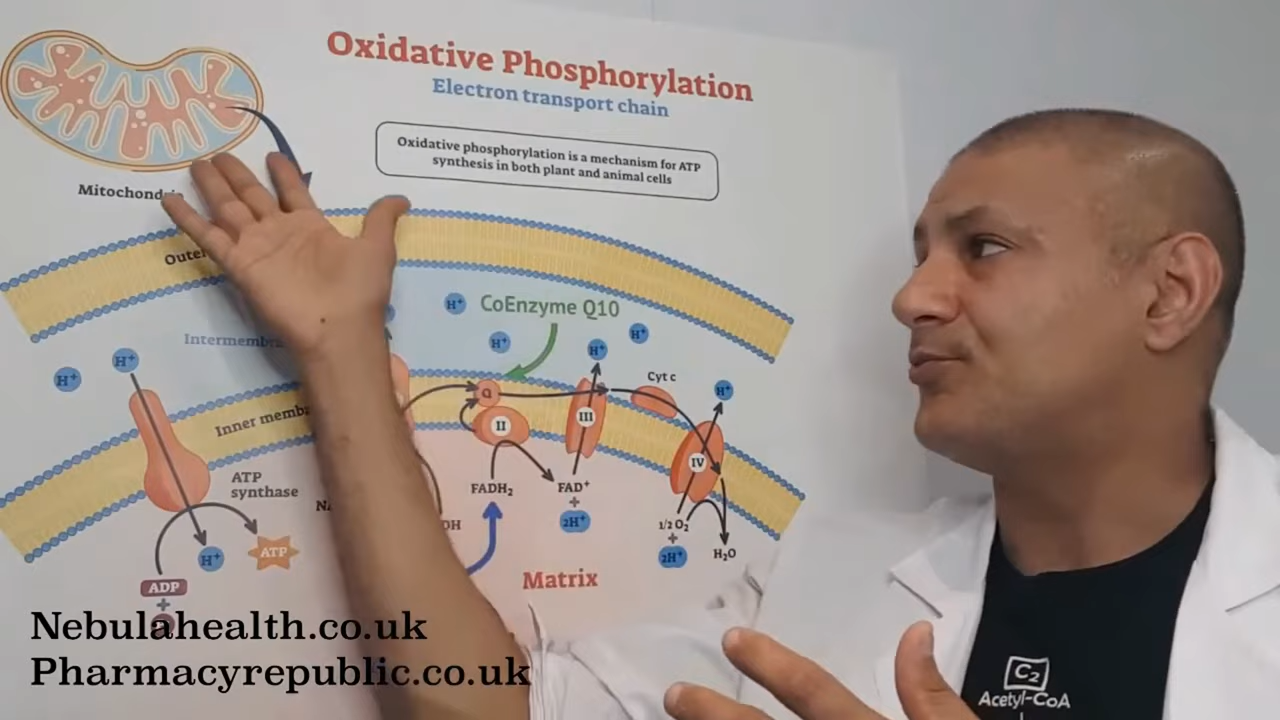 Oxidative Phosphorylation
Electron transport chain
Oxidative phosphorylation is a mechanism for ATP
synthesis in both plant and animal cells
H⁺
CoEnzyme Q10
H⁺
H⁺
H⁺
H⁺
H⁺
Cyt c
H⁺
Q
III
Inner
II
IV
ATP
synthase
FADH₂
FAD⁺
+
2H⁺
1/2 O₂
+
2H⁺
H₂O
H⁺
ATP
Matrix
ADP
+
Nebulahealth.co.uk
Pharmacyrepublic.co.uk
C₂
Acetyl-CoA